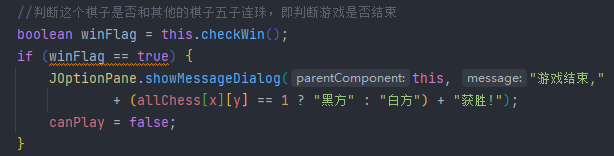 //判断这个棋子是否和其他的棋子五子连珠，即判断游戏是否结束
boolean winFlag = this.checkWin();
if (winFlag == true) {
JOptionPane.showMessageDialog( parentComponent: this, message: "游戏结束,"
+ (allChess[x][y] == 1 ? "黑方" : "白方") + "获胜!");
canPlay = false;
}